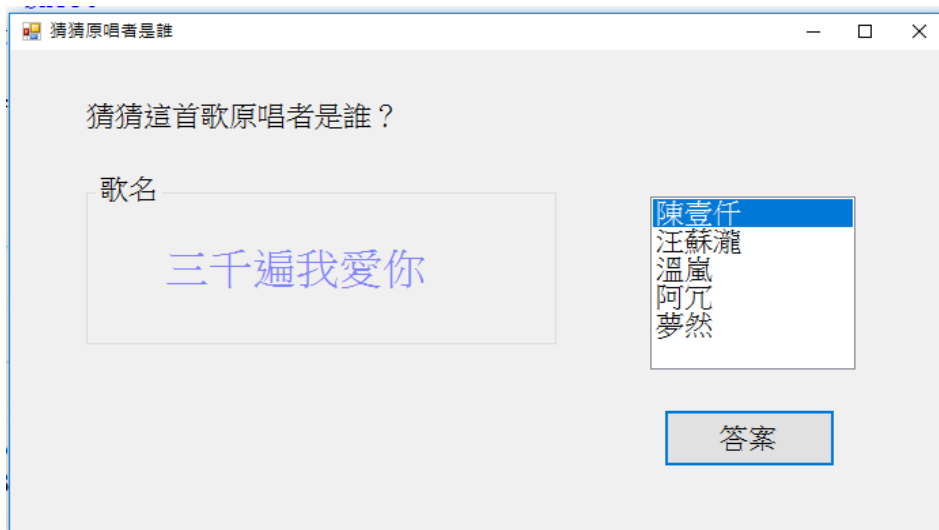 猜猜原唱者是誰
猜猜這首歌原唱者是誰？
歌名
三千遍我愛你
陳壹仟
汪蘇瀧
溫嵐
阿冗
夢然
答案